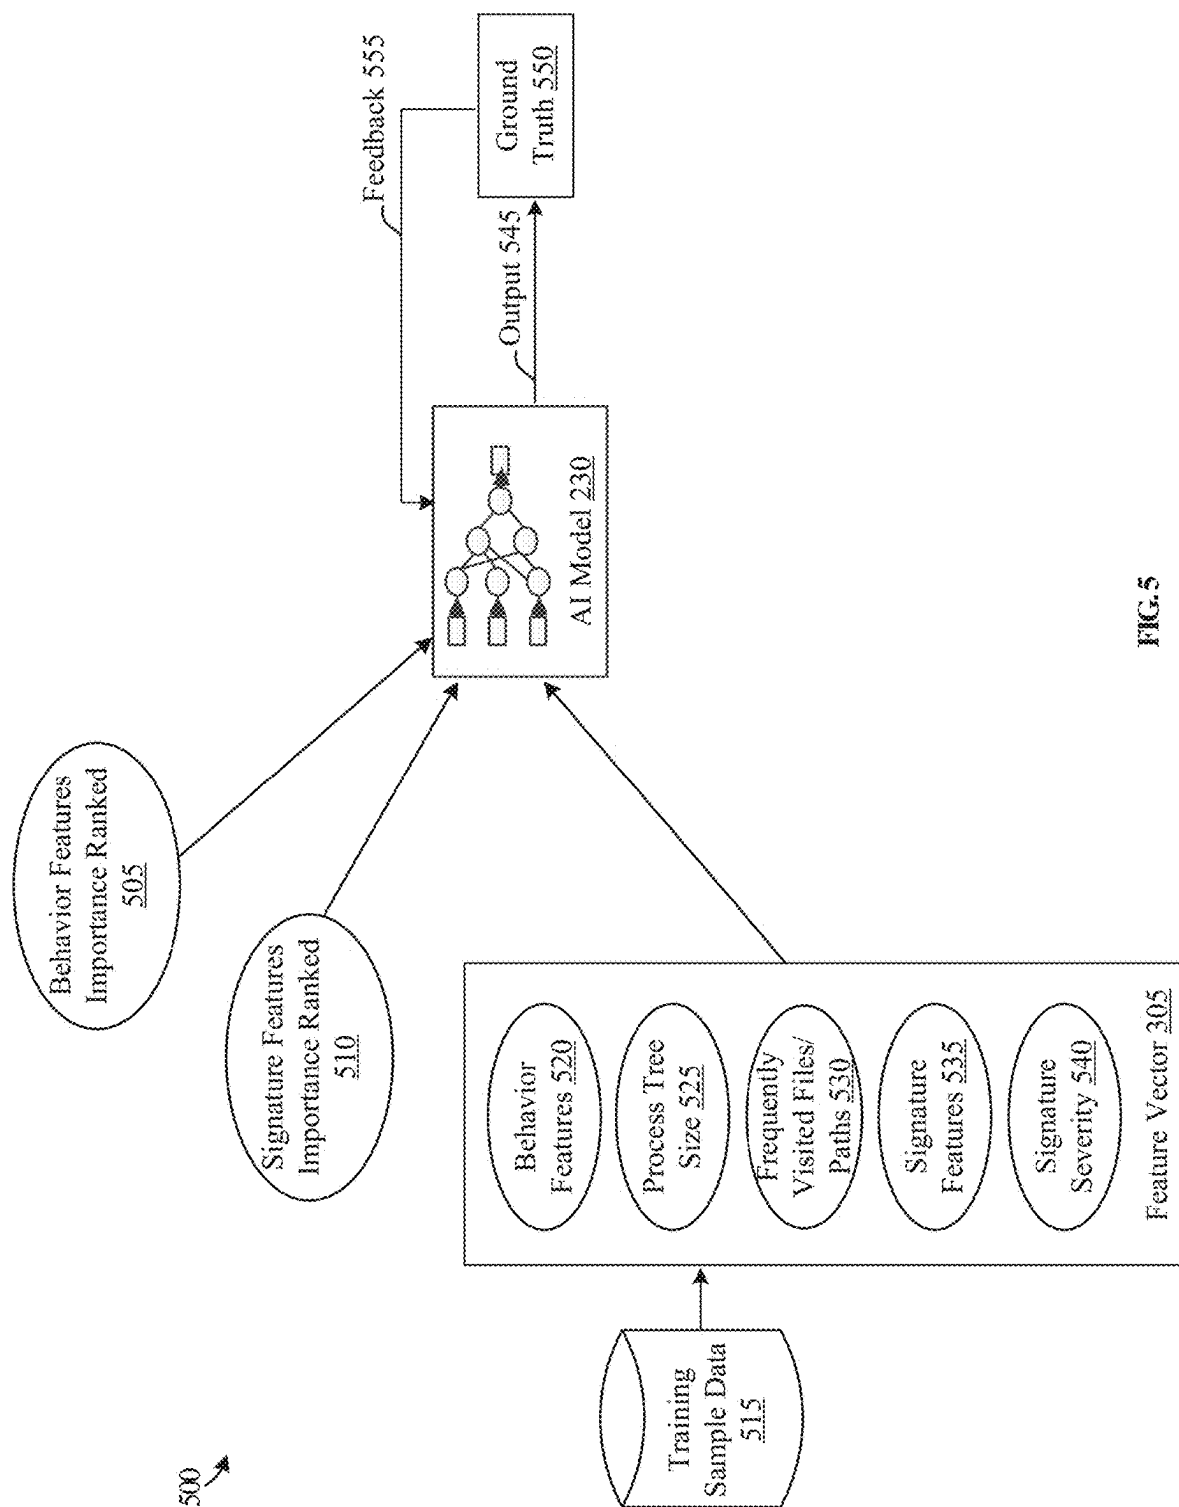 500
Behavior Features
Importance Ranked
505
Signature Features
Importance Ranked
510
Training
Sample Data
515
Behavior
Features 520
Process Tree
Size 525
Frequently
Visited Files/
Paths 530
Signature
Features 535
Signature
Severity 540
Feature Vector 305
AI Model 230
Output 545
Feedback 555
Ground
Truth 550
FIG. 5